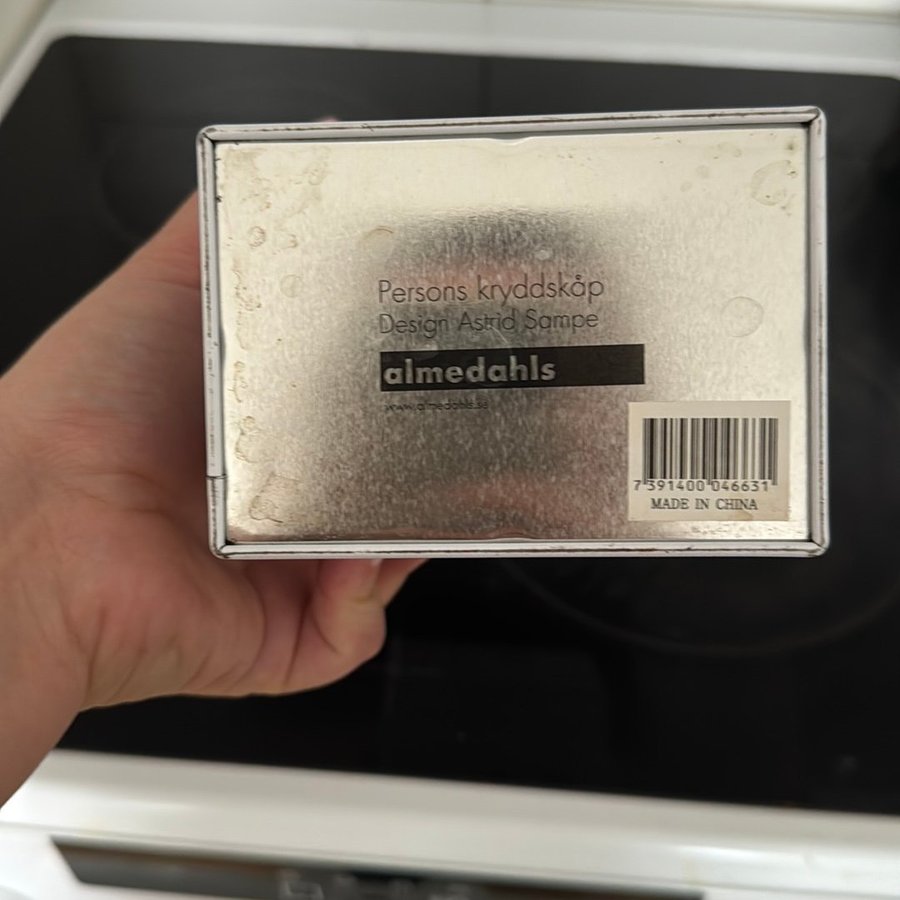 Persons kryddskåp
Design Astrid Sampe
almedahls
www.almedahls.se
7 391400 046631
MADE IN CHINA